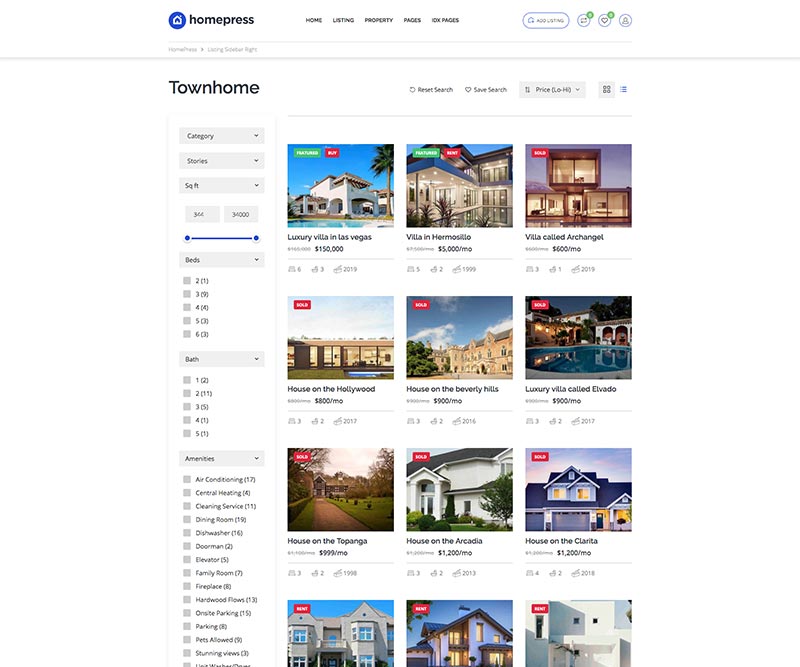 homepress
HOME LISTING PROPERTY PAGES IDX PAGES
ADD LISTING
HomePress > Listing Sidebar Right
Townhome
Reset Search Save Search Price (Lo-Hi)
Category
Stories
Sq ft
344 34000
Beds
2 (1)
3 (9)
4 (4)
5 (3)
6 (3)
Bath
1 (2)
2 (11)
3 (5)
4 (1)
5 (1)
Amenities
Air Conditioning (17)
Central Heating (4)
Cleaning Service (11)
Dining Room (19)
Dishwasher (16)
Doorman (2)
Elevator (5)
Family Room (7)
Fireplace (8)
Hardwood Flows (13)
Onsite Parking (15)
Parking (8)
Pets Allowed (9)
Stunning views (3)
Unit Washer/Dryer
FEATURED BUY
Luxury villa in las vegas
$150,000
6 3 2019
FEATURED RENT
Villa in Hermosillo
$7,500/mo $5,000/mo
5 2 1999
SOLD
Villa called Archangel
$600/mo $600/mo
3 1 2019
SOLD
House on the Hollywood
$800/mo $800/mo
3 2 2017
SOLD
House on the beverly hills
$900/mo $900/mo
3 2 2016
SOLD
Luxury villa called Elvado
$900/mo $900/mo
3 2 2017
SOLD
House on the Topanga
$1,100/mo $999/mo
3 2 1998
SOLD
House on the Arcadia
$1,200/mo $1,200/mo
3 2 2013
SOLD
House on the Clarita
$1,200/mo
4 2 2018
RENT
RENT
RENT